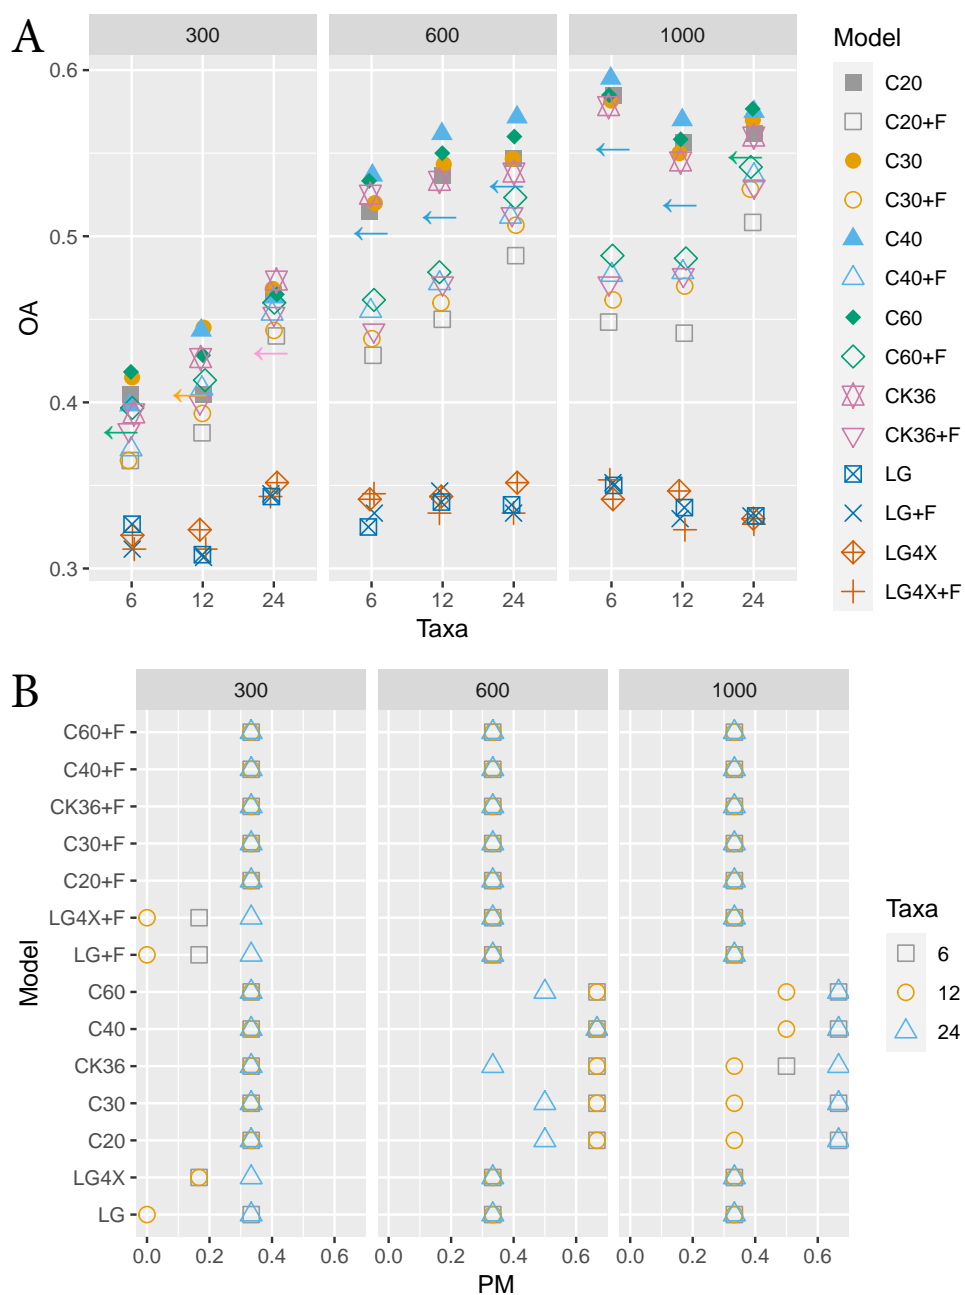 A
300 600 1000
Model
0.6
0.5
0.4
0.3
OA
6 12 24 6 12 24 6 12 24
Taxa
C20
C20+F
C30
C30+F
C40
C40+F
C60
C60+F
CK36
CK36+F
LG
LG+F
LG4X
LG4X+F
B
300 600 1000
C60+F
C40+F
CK36+F
C30+F
C20+F
LG4X+F
LG+F
C60
C40
CK36
C30
C20
LG4X
LG
Model
0.0 0.2 0.4 0.6 0.0 0.2 0.4 0.6 0.0 0.2 0.4 0.6
PM
Taxa
6
12
24